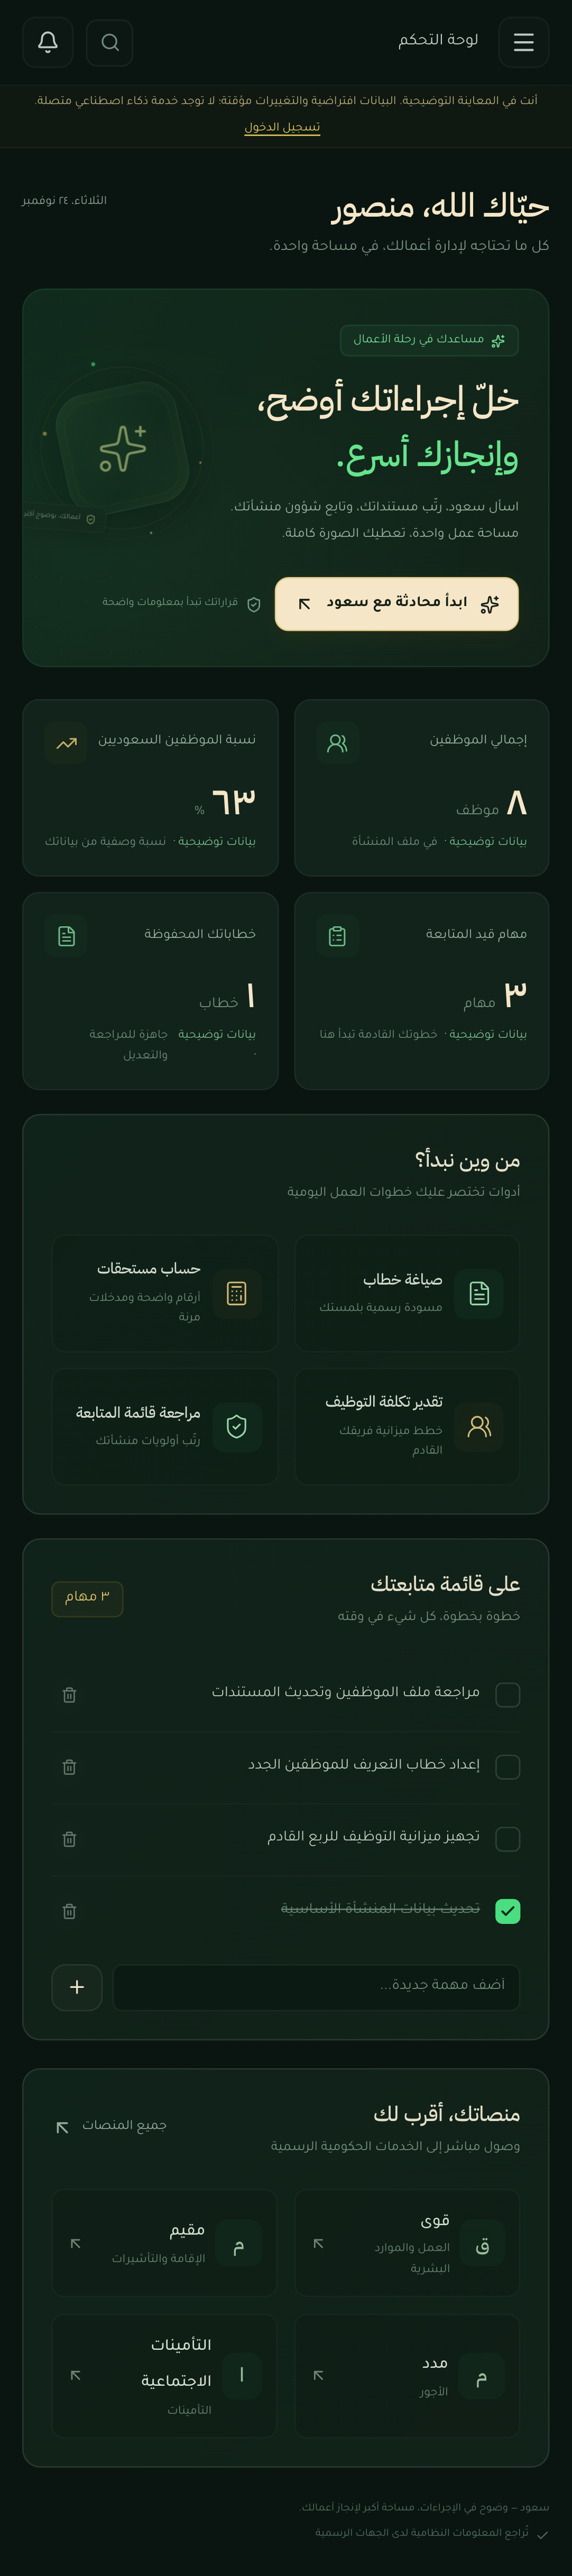 لوحة التحكم
أنت في المعاينة التوضيحية. البيانات افتراضية والتغييرات مؤقتة؛ لا توجد خدمة ذكاء اصطناعي متصلة.
تسجيل الدخول
حيّاك الله، منصور
الثلاثاء، ٢٤ نوفمبر
كل ما تحتاجه لإدارة أعمالك، في مساحة واحدة.
مساعدك في رحلة الأعمال
خلّ إجراءاتك أوضح،
وإنجازك أسرع.
اسأل سعود، رتّب مستنداتك، وتابع شؤون منشأتك.
مساحة عمل واحدة، تعطيك الصورة كاملة.
أعمالك، بوضوح أكثر
ابدأ محادثة مع سعود
قراراتك تبدأ بمعلومات واضحة
إجمالي الموظفين
٨ موظف
بيانات توضيحية · في ملف المنشأة
نسبة الموظفين السعوديين
٦٣ %
بيانات توضيحية · نسبة وصفية من بياناتك
مهام قيد المتابعة
٣ مهام
بيانات توضيحية · خطوتك القادمة تبدأ هنا
خطاباتك المحفوظة
١ خطاب
بيانات توضيحية · جاهزة للمراجعة
والتعديل
من وين نبدأ؟
أدوات تختصر عليك خطوات العمل اليومية
صياغة خطاب
مسودة رسمية بلمستك
حساب مستحقات
أرقام واضحة ومدخلات
مرنة
تقدير تكلفة التوظيف
خطط ميزانية فريقك
القادم
مراجعة قائمة المتابعة
رتّب أولويات منشأتك
على قائمة متابعتك
٣ مهام
خطوة بخطوة، كل شيء في وقته
مراجعة ملف الموظفين وتحديث المستندات
إعداد خطاب التعريف للموظفين الجدد
تجهيز ميزانية التوظيف للربع القادم
تحديث بيانات المنشأة الأساسية
أضف مهمة جديدة...
منصاتك، أقرب لك
جميع المنصات
وصول مباشر إلى الخدمات الحكومية الرسمية
ق
قوى
العمل والموارد
البشرية
م
مقيم
الإقامة والتأشيرات
م
مدد
الأجور
ا
التأمينات
الاجتماعية
التأمينات
سعود — وضوح في الإجراءات، مساحة أكبر لإنجاز أعمالك.
تُراجع المعلومات النظامية لدى الجهات الرسمية